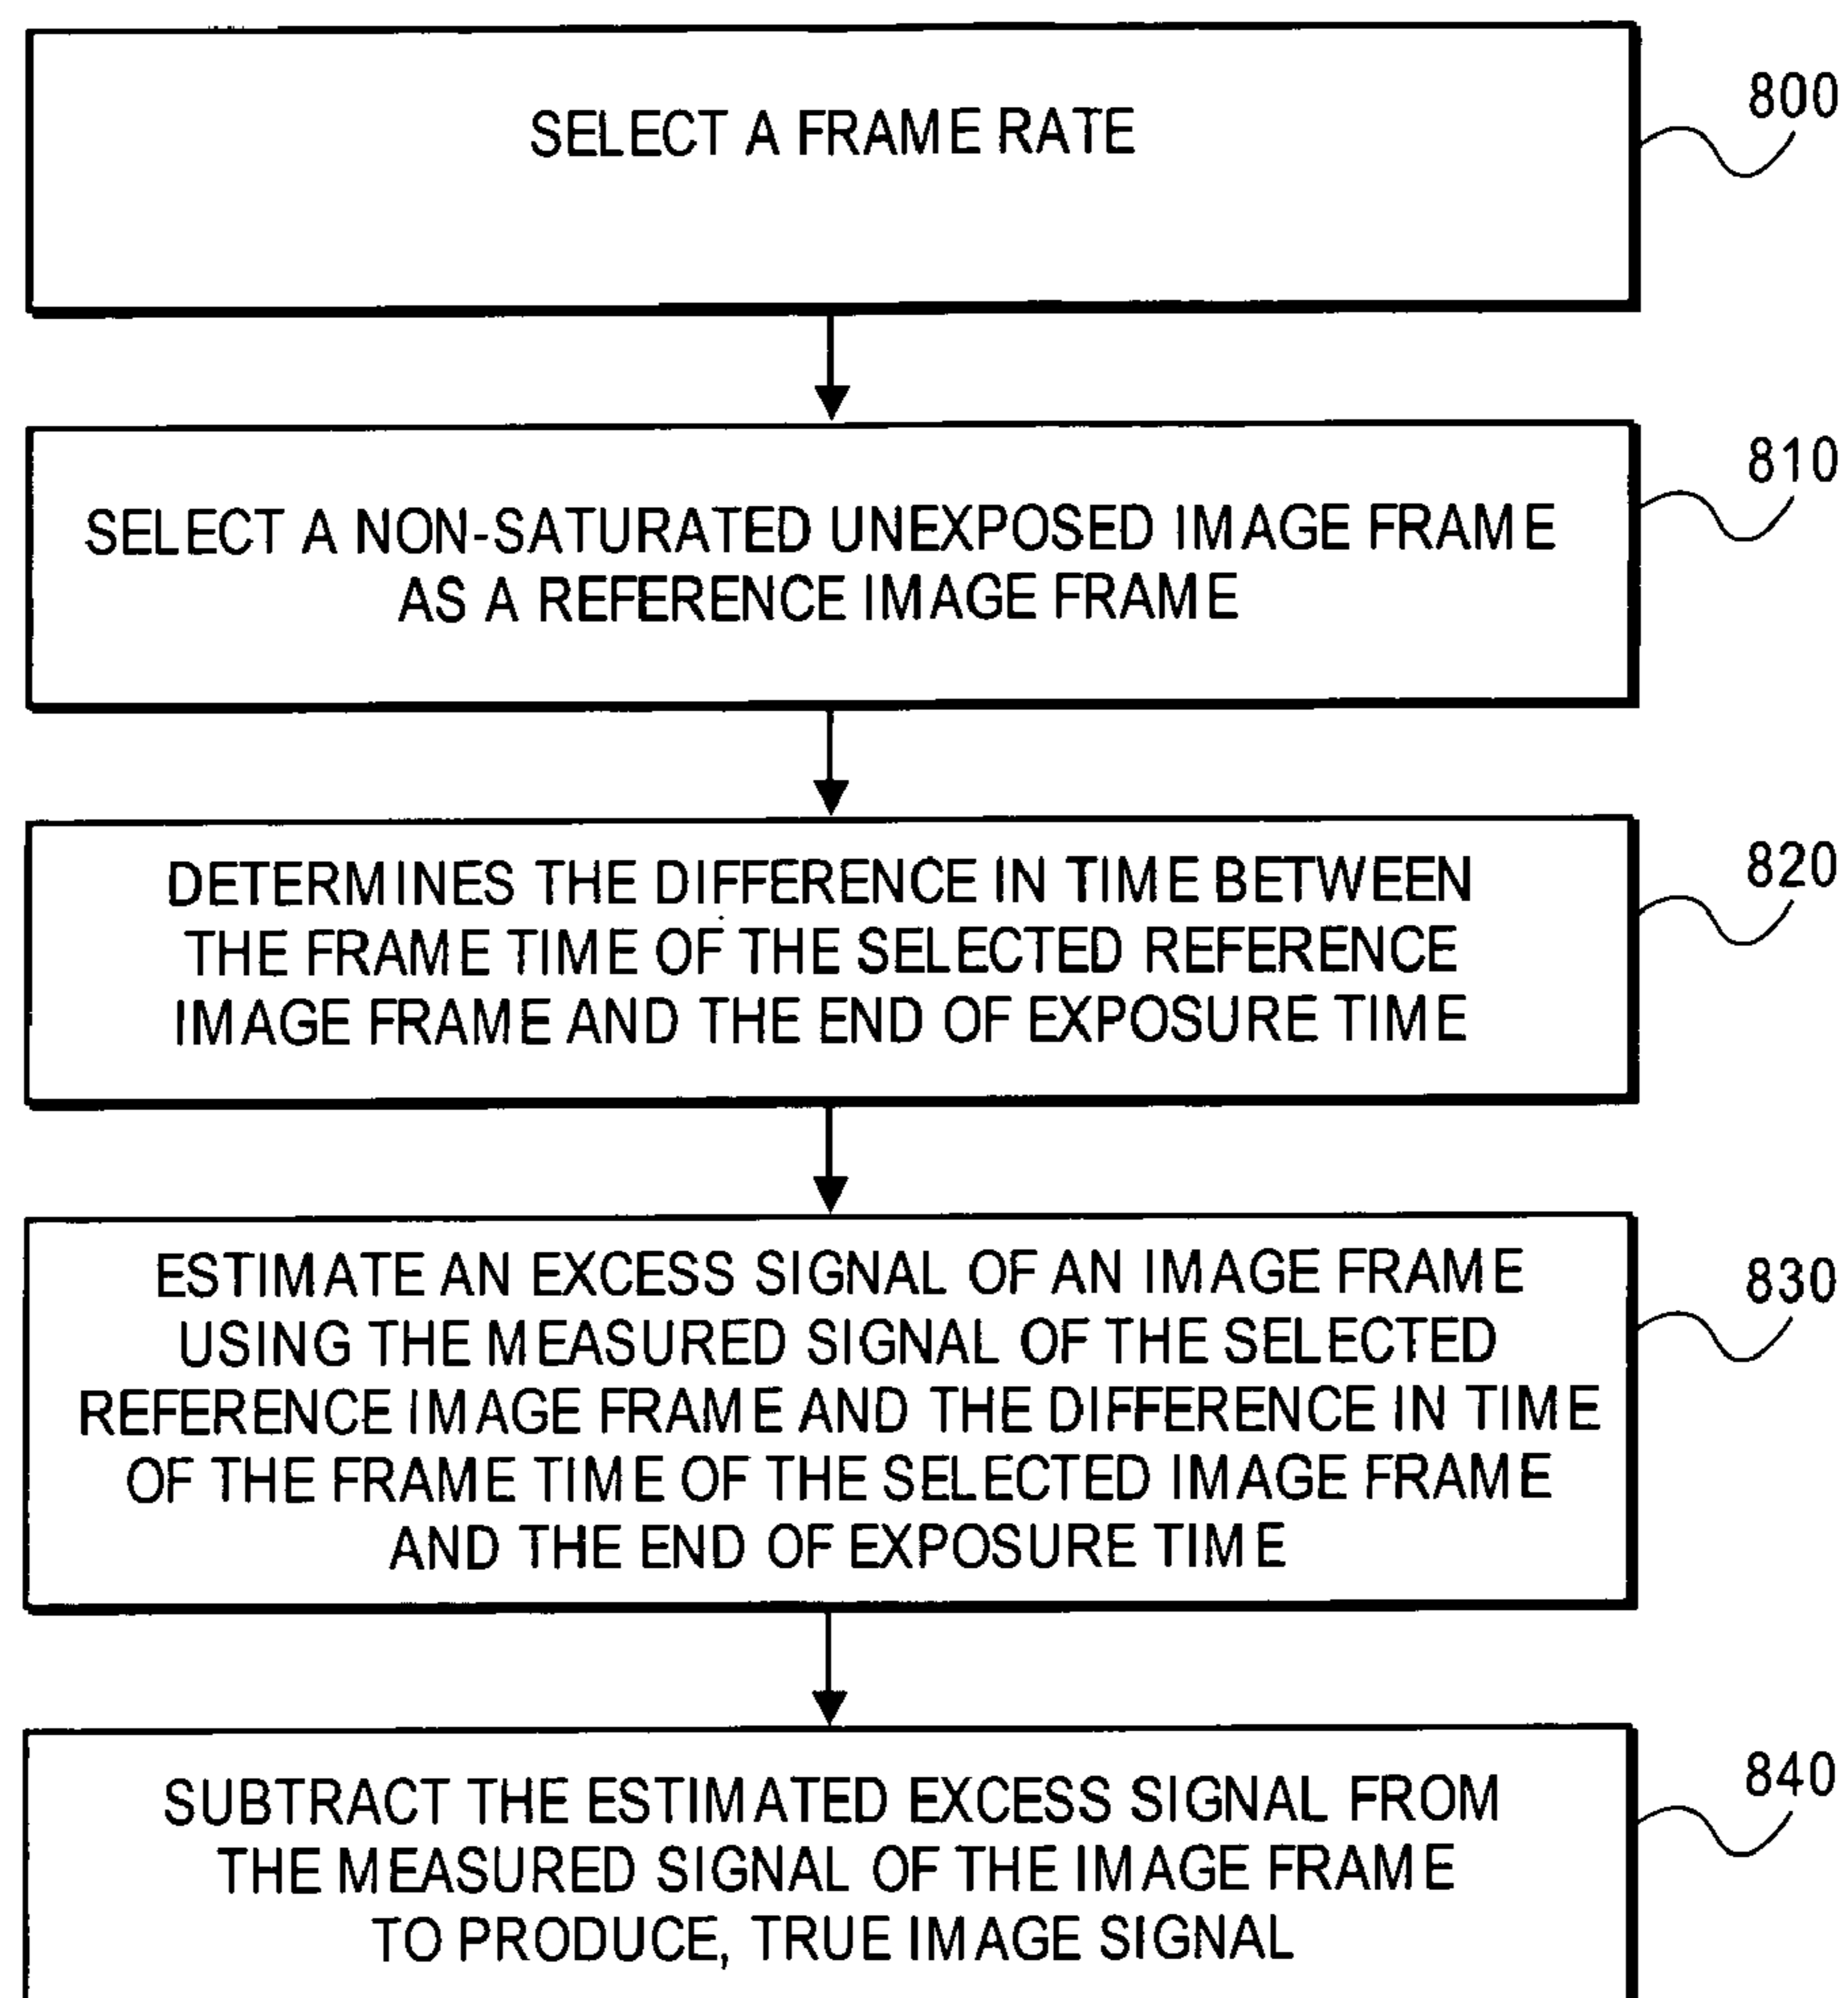 SELECT A FRAME RATE
800
SELECT A NON-SATURATED UNEXPOSED IMAGE FRAME
AS A REFERENCE IMAGE FRAME
810
DETERMINES THE DIFFERENCE IN TIME BETWEEN
THE FRAME TIME OF THE SELECTED REFERENCE
IMAGE FRAME AND THE END OF EXPOSURE TIME
820
ESTIMATE AN EXCESS SIGNAL OF AN IMAGE FRAME
USING THE MEASURED SIGNAL OF THE SELECTED
REFERENCE IMAGE FRAME AND THE DIFFERENCE IN TIME
OF THE FRAME TIME OF THE SELECTED IMAGE FRAME
AND THE END OF EXPOSURE TIME
830
SUBTRACT THE ESTIMATED EXCESS SIGNAL FROM
THE MEASURED SIGNAL OF THE IMAGE FRAME
TO PRODUCE, TRUE IMAGE SIGNAL
840